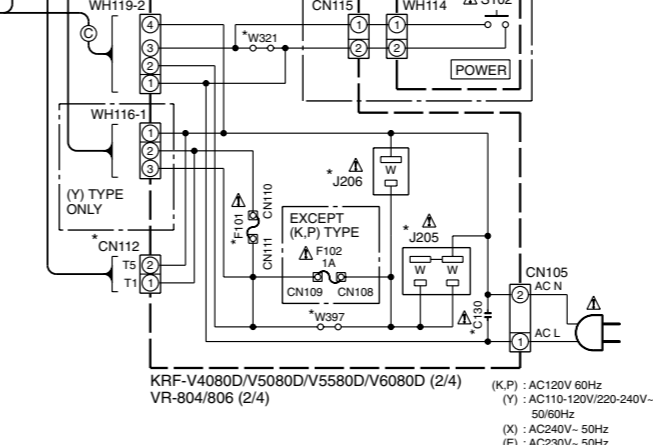 WH119-2
CN115
WH114
S102
C
4
3
2
1
*W321
1
2
1
2
POWER
WH116-1
1
2
3
(Y) TYPE
ONLY
*CN112
T5 2
T1 1
*F101
CN110
CN111
EXCEPT
(K,P) TYPE
F102
1A
CN109
CN108
*W397
*J206
W
*J205
W
W
*C130
CN105
2
AC N
1
AC L
KRF-V4080D/V5080D/V5580D/V6080D (2/4)
VR-804/806 (2/4)
(K,P) : AC120V 60Hz
(Y) : AC110-120V/220-240V~
50/60Hz
(X) : AC240V~ 50Hz
(E) : AC230V~ 50Hz